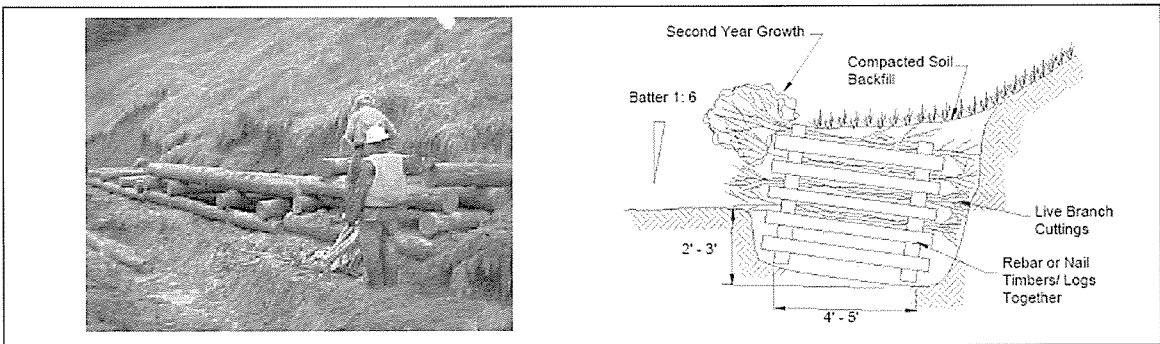 Second Year Growth
Compacted Soil
Backfill
Batter 1: 6
Live Branch
Cuttings
2' - 3'
Rebar or Nail
Timbers/ Logs
Together
4' - 5'